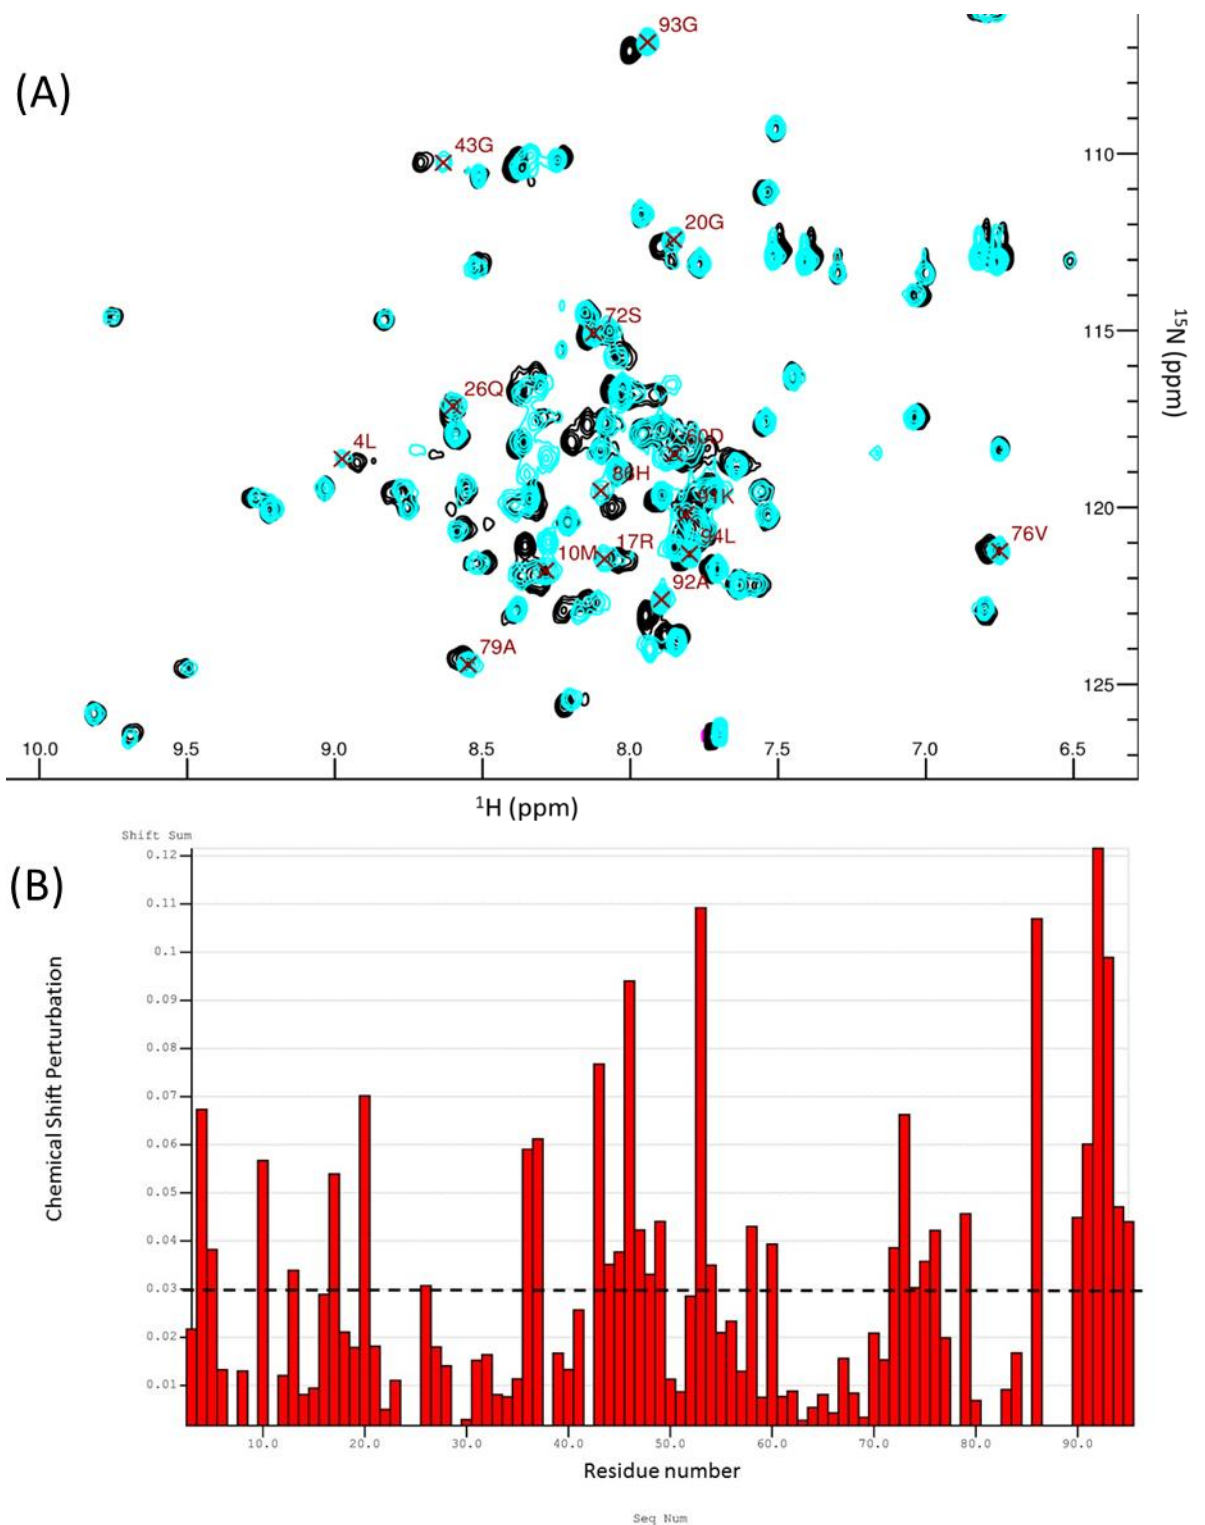 (A)
93G
43G
20G
72S
26Q
4L
60D
86H
91K
94L
17R
10M
76V
92A
79A
110
115
120
125
15N (ppm)
10.0 9.5 9.0 8.5 8.0 7.5 7.0 6.5
1H (ppm)
(B)
Shift Sum
0.12
0.11
0.1
0.09
0.08
0.07
0.06
0.05
0.04
0.03
0.02
0.01
Chemical Shift Perturbation
10.0 20.0 30.0 40.0 50.0 60.0 70.0 80.0 90.0
Residue number
Seq Num